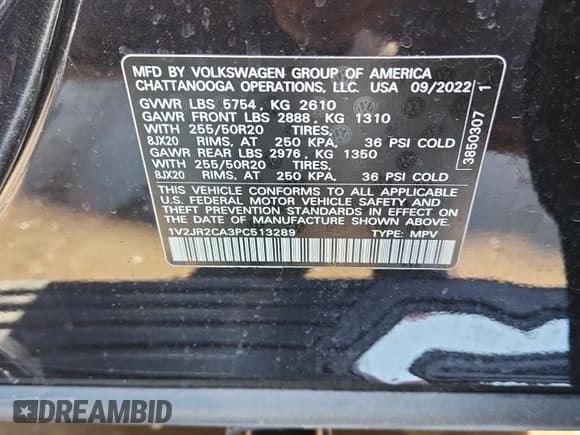 MFD BY VOLKSWAGEN GROUP OF AMERICA
CHATTANOOGA OPERATIONS, LLC. USA 09/2022
GVWR LBS 5754, KG 2610
GAWR FRONT LBS 2888, KG 1310
WITH 255/50R20 TIRES,
8JX20 RIMS, AT 250 KPA. 36 PSI COLD
GAWR REAR LBS 2976, KG 1350
WITH 255/50R20 TIRES,
8JX20 RIMS, AT 250 KPA. 36 PSI COLD
THIS VEHICLE CONFORMS TO ALL APPLICABLE
U.S. FEDERAL MOTOR VEHICLE SAFETY AND
THEFT PREVENTION STANDARDS IN EFFECT ON
THE DATE OF MANUFACTURE SHOWN ABOVE.
1V2JR2CA3PC513289 TYPE: MPV
3850307 1
DREAMBID